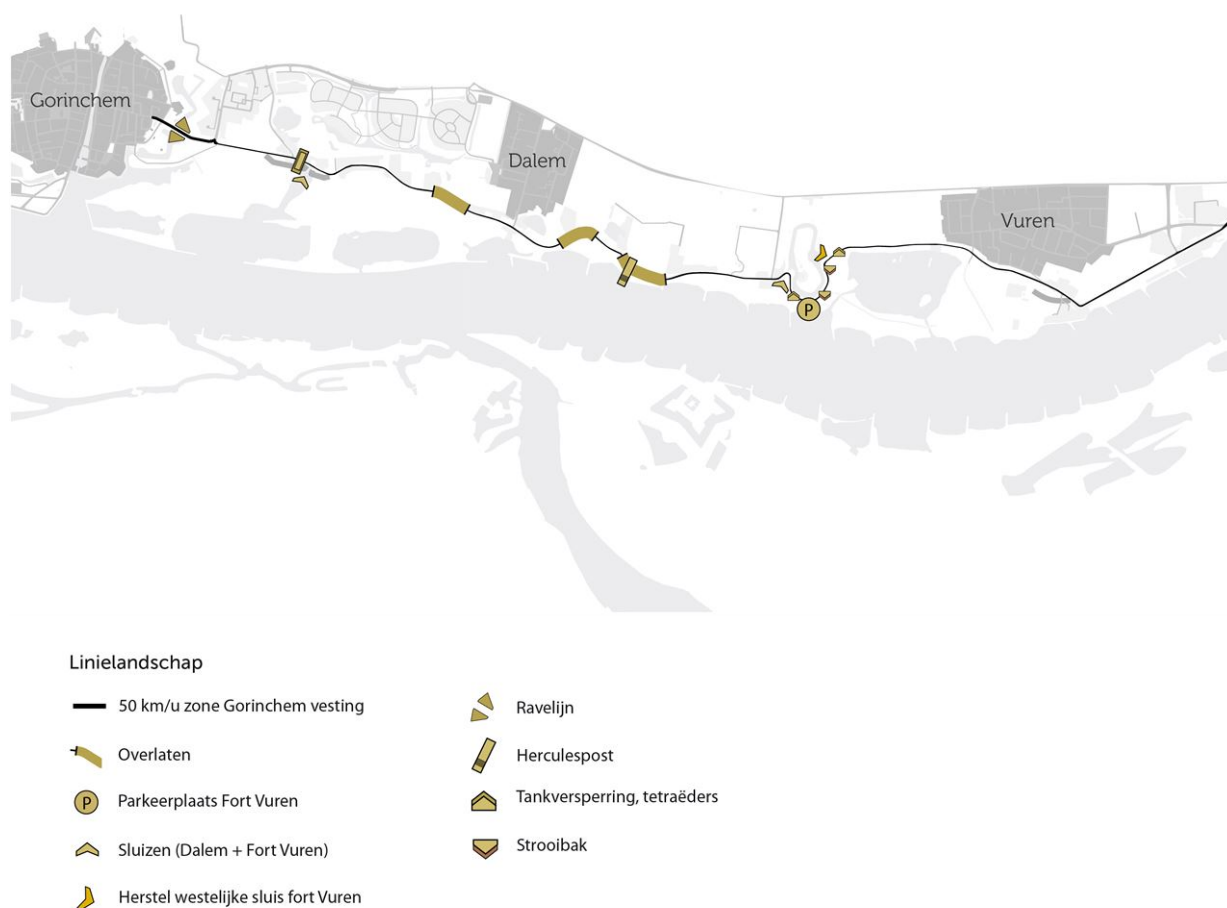 Gorinchem
Dalem
Vuren
P
Linielandschap
50 km/u zone Gorinchem vesting
Overlaten
P Parkeerplaats Fort Vuren
Sluizen (Dalem + Fort Vuren)
Herstel westelijke sluis fort Vuren
Ravelijn
Herculespost
Tankversperring, tetraëders
Strooibak